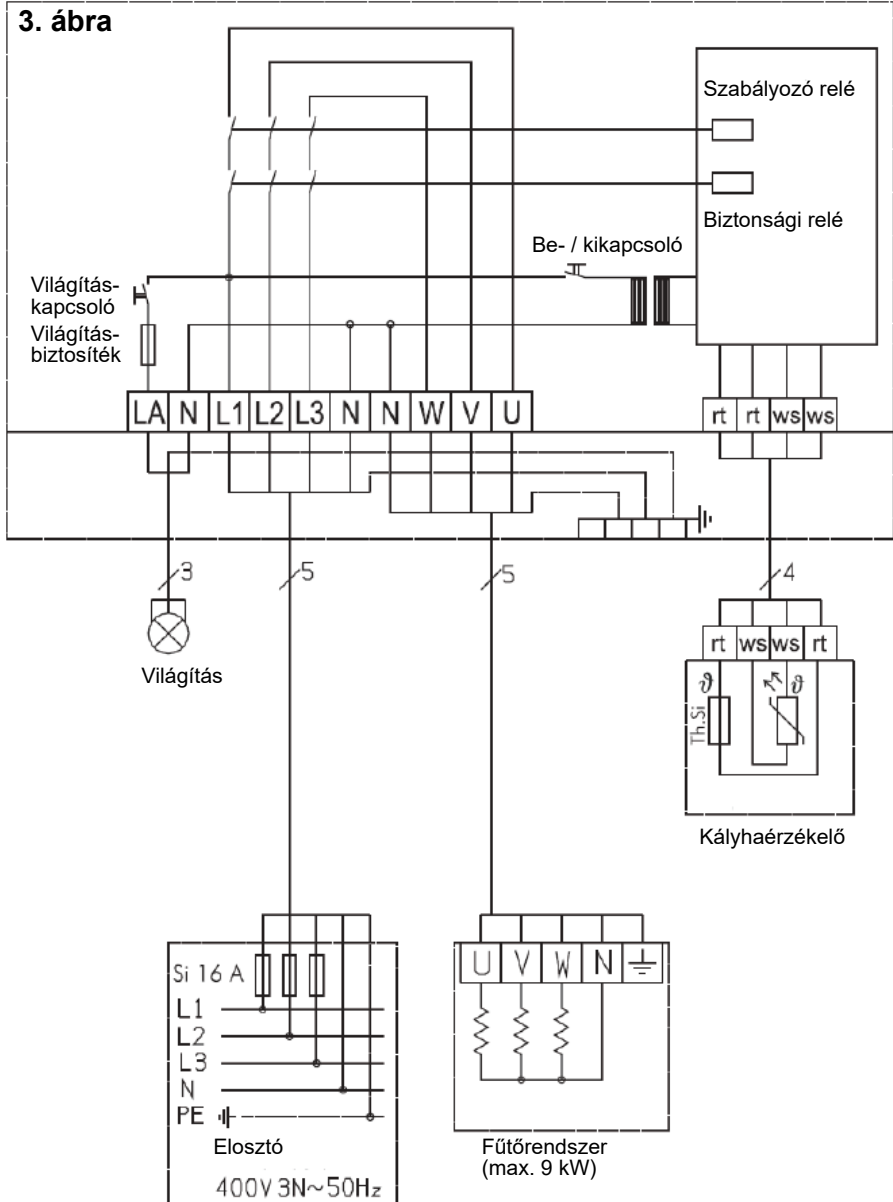 3. ábra
Szabályozó relé
Biztonsági relé
Be- / kikapcsoló
Világítás-
kapcsoló
Világítás-
biztosíték
LA N L1 L2 L3 N N W V U
rt rt ws ws
3
5
5
4
Világítás
rt ws ws rt
ϑ
ϑ
Th.Si
Kályhaérzékelő
Si 16 A
L1
L2
L3
N
PE
Elosztó
400V 3N~50Hz
U V W N
Fűtőrendszer
(max. 9 kW)